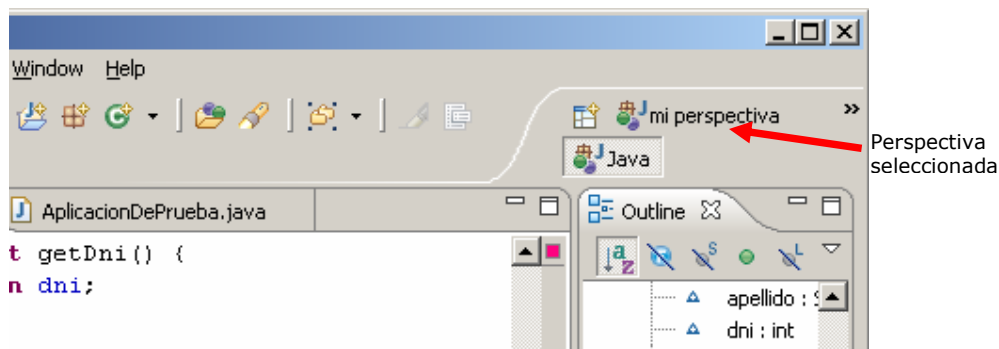 Window Help
mi perspectiva
»
Java
Perspectiva
seleccionada
AplicacionDePrueba.java
Outline
t getDni() {
n dni;
apellido :
dni : int